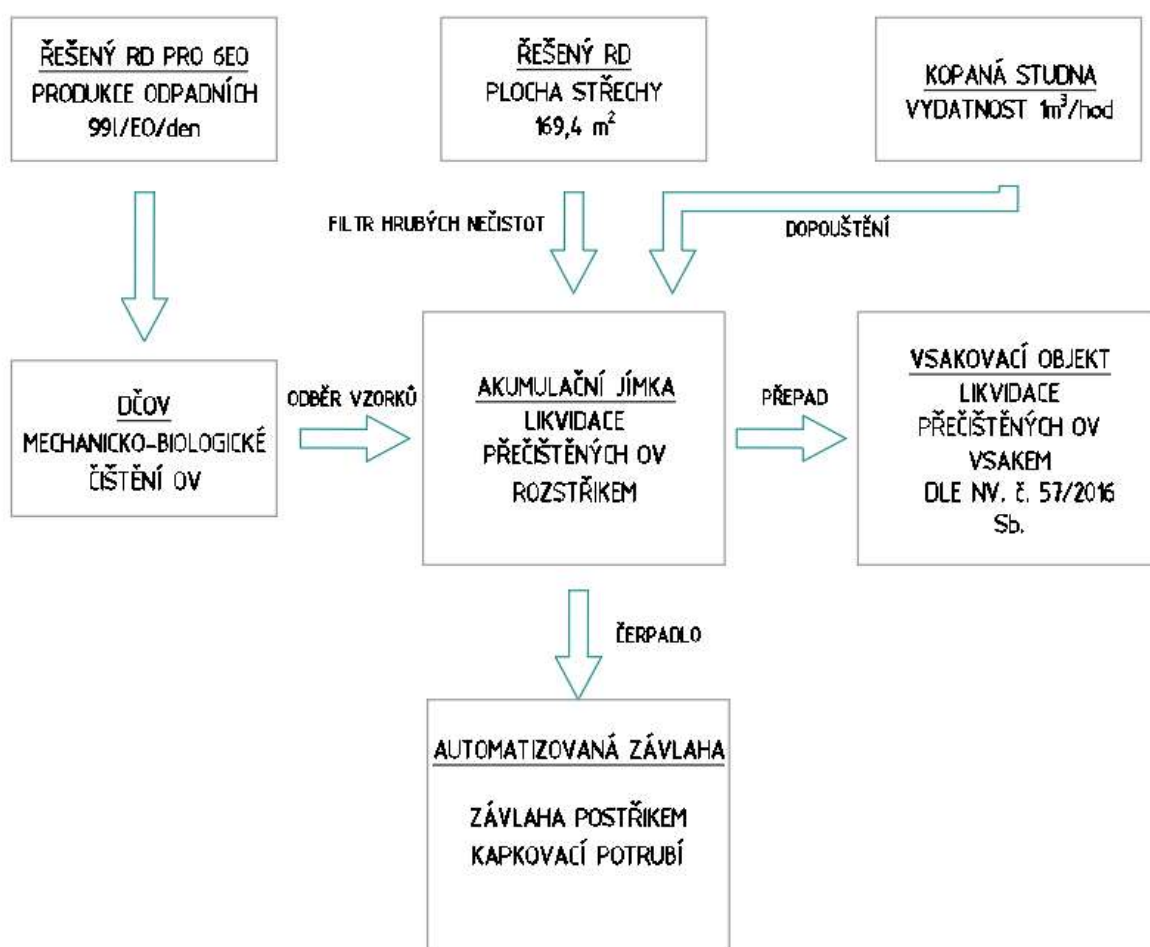 ŘEŠENÝ RD PRO 6EO
PRODUKCE ODPADNÍCH
99l/EO/den
ŘEŠENÝ RD
PLOCHA STŘECHY
169,4 m²
KOPANÁ STUDNA
VYDATNOST 1m³/hod
FILTR HRUBÝCH NEČISTOT
DOPOUŠTĚNÍ
DČOV
MECHANICKO-BIOLOGICKÉ
ČIŠTĚNÍ OV
ODBĚR VZORKŮ
AKUMULAČNÍ JÍMKA
LIKVIDACE
PŘEČIŠTĚNÝCH OV
ROZSTŘIKEM
PŘEPAD
VSAKOVACÍ OBJEKT
LIKVIDACE
PŘEČIŠTĚNÝCH OV
VSAKEM
DLE NV. č. 57/2016
Sb.
ČERPADLO
AUTOMATIZOVANÁ ZÁVLAHA
ZÁVLAHA POSTŘIKEM
KAPKOVACÍ POTRUBÍ